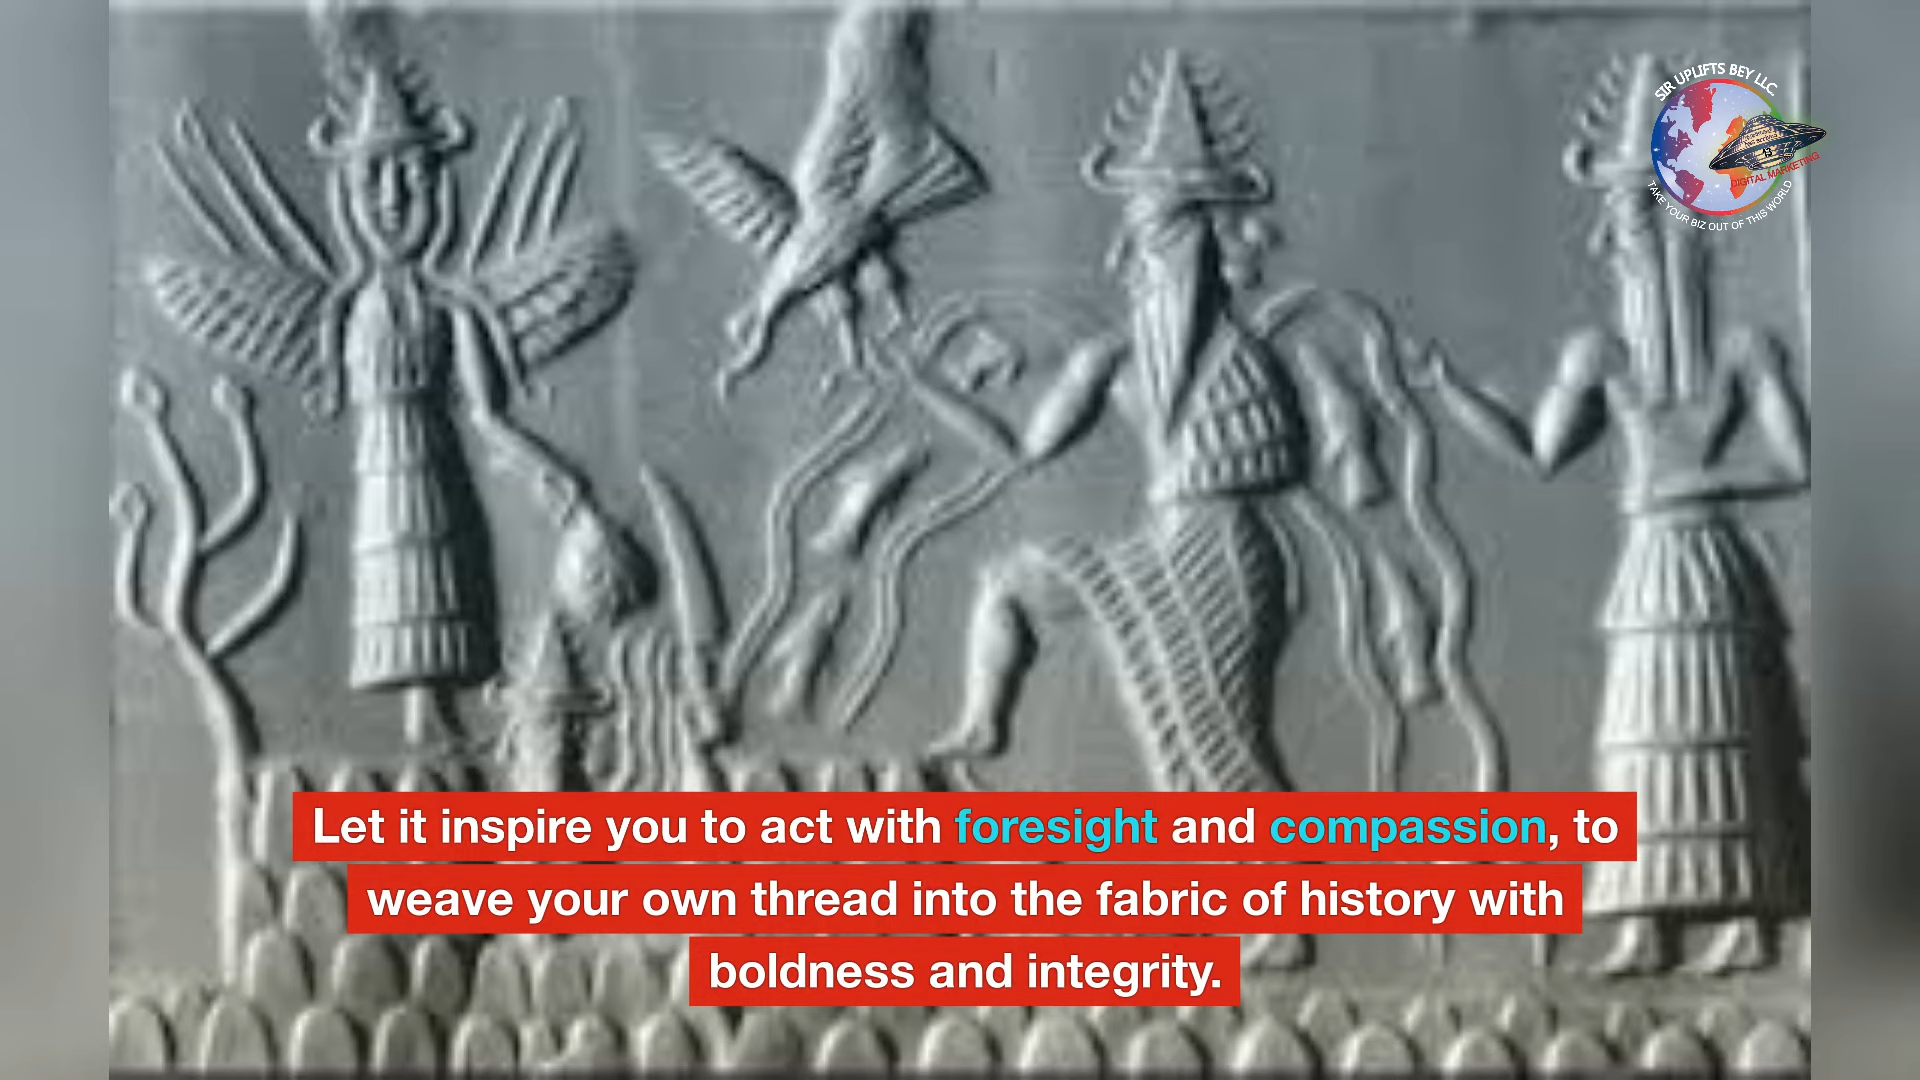 SIR UPLIFTS BEY LLC.
DIGITAL MARKETING
TAKE YOUR BIZ OUT OF THIS WORLD
Let it inspire you to act with foresight and compassion, to
weave your own thread into the fabric of history with
boldness and integrity.